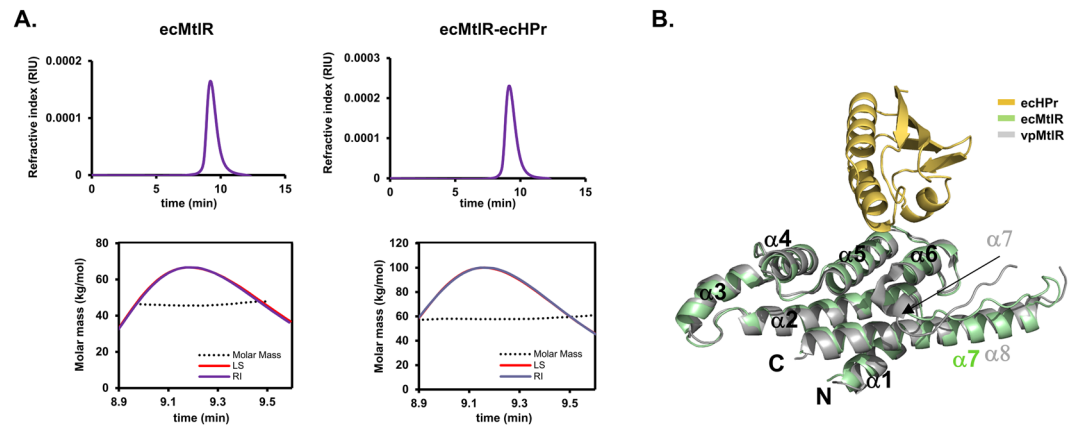 A.
ecMtlR
Refractive index (RIU)
0.0002
0.0001
0
0 5 10 15
time (min)
ecMtlR-ecHPr
Refractive index (RIU)
0.0003
0.0002
0.0001
0
0 5 10 15
time (min)
Molar mass (kg/mol)
80
60
40
20
0
Molar Mass
LS
RI
8.9 9.1 9.3 9.5
time (min)
Molar mass (kg/mol)
120
100
80
60
40
20
0
Molar Mass
LS
RI
8.9 9.1 9.3 9.5
time (min)
B.
ecHPr
ecMtlR
vpMtlR
α4
α5
α6
α7
α3
α2
C
α7 α8
α1
N